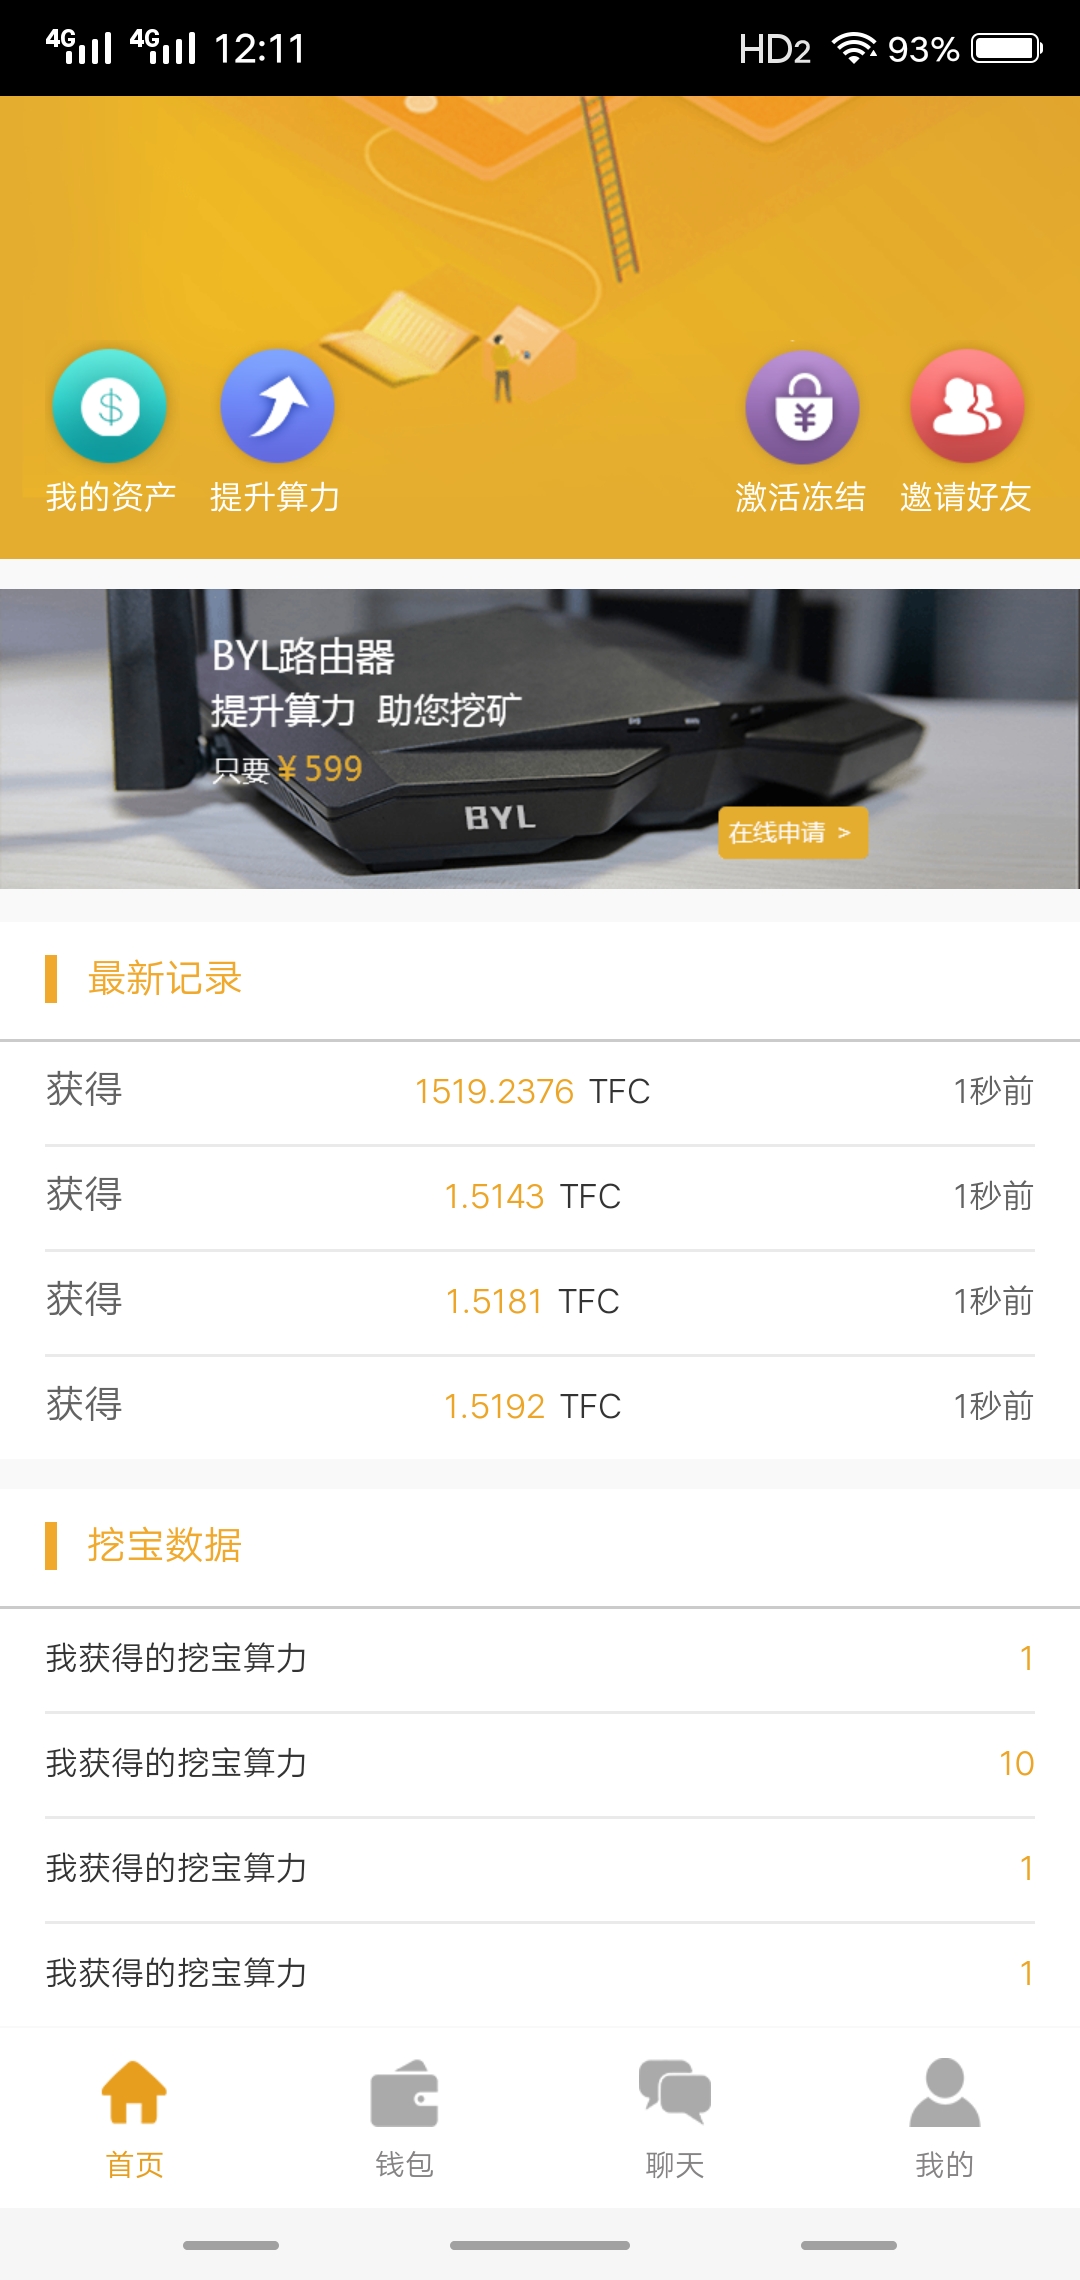 4G 4G 12:11 HD2 93%
我的资产 提升算力 激活冻结 邀请好友
BYL路由器
提升算力 助您挖矿
只要¥599
BYL
在线申请 >
最新记录
获得 1519.2376 TFC 1秒前
获得 1.5143 TFC 1秒前
获得 1.5181 TFC 1秒前
获得 1.5192 TFC 1秒前
挖宝数据
我获得的挖宝算力 1
我获得的挖宝算力 10
我获得的挖宝算力 1
我获得的挖宝算力 1
首页 钱包 聊天 我的